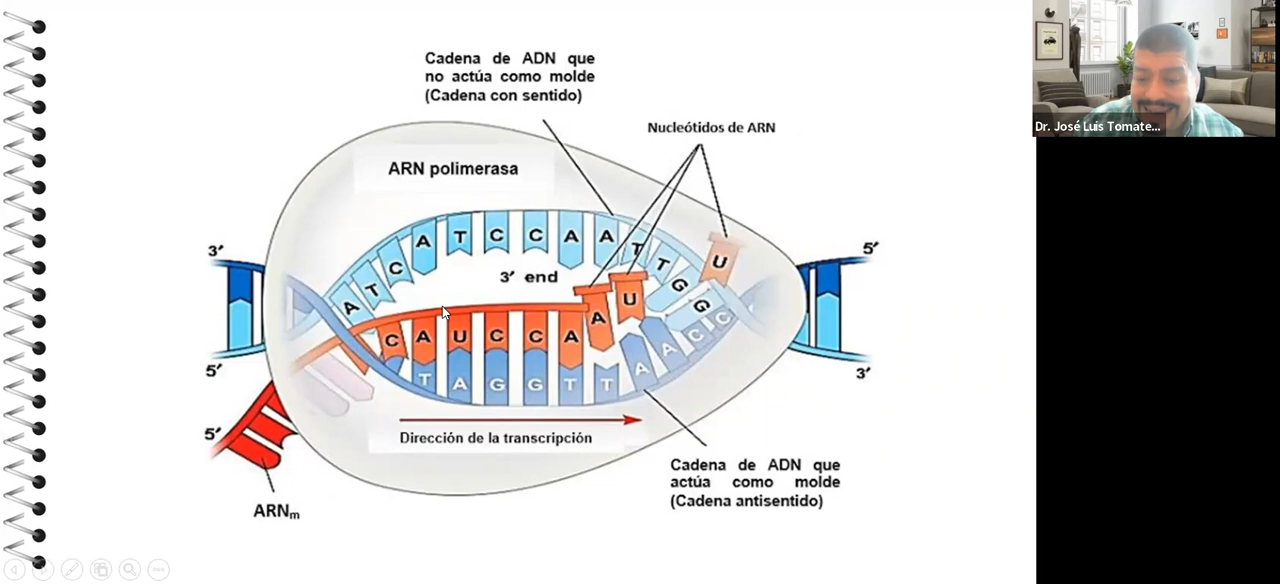 Cadena de ADN que
no actúa como molde
(Cadena con sentido)
Nucleótidos de ARN
ARN polimerasa
3′
5′
A T C A T C C A A T T G G
U
3′ end
C A U C C A A U
T A G G T T A A C C
5′
3′
5′
Dirección de la transcripción
Cadena de ADN que
actúa como molde
(Cadena antisentido)
ARNm
Dr. José Luis Tomate...